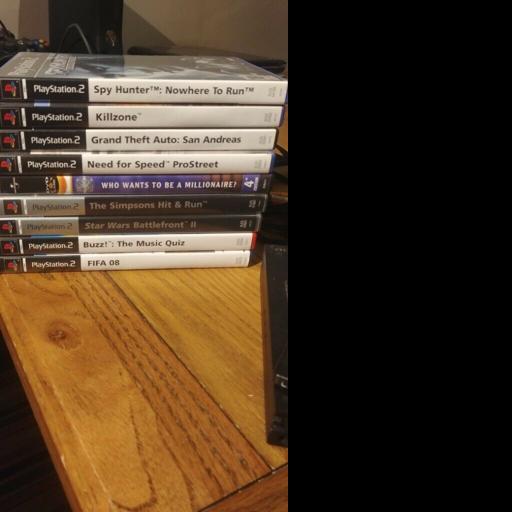 PlayStation.2 Spy Hunter™: Nowhere To Run™
PlayStation.2 Killzone™
PlayStation.2 Grand Theft Auto: San Andreas
PlayStation.2 Need for Speed™ ProStreet
WHO WANTS TO BE A MILLIONAIRE? 4
PlayStation.2 The Simpsons Hit & Run™
PlayStation.2 Star Wars Battlefront™ II
PlayStation.2 Buzz!™: The Music Quiz
PlayStation.2 FIFA 08